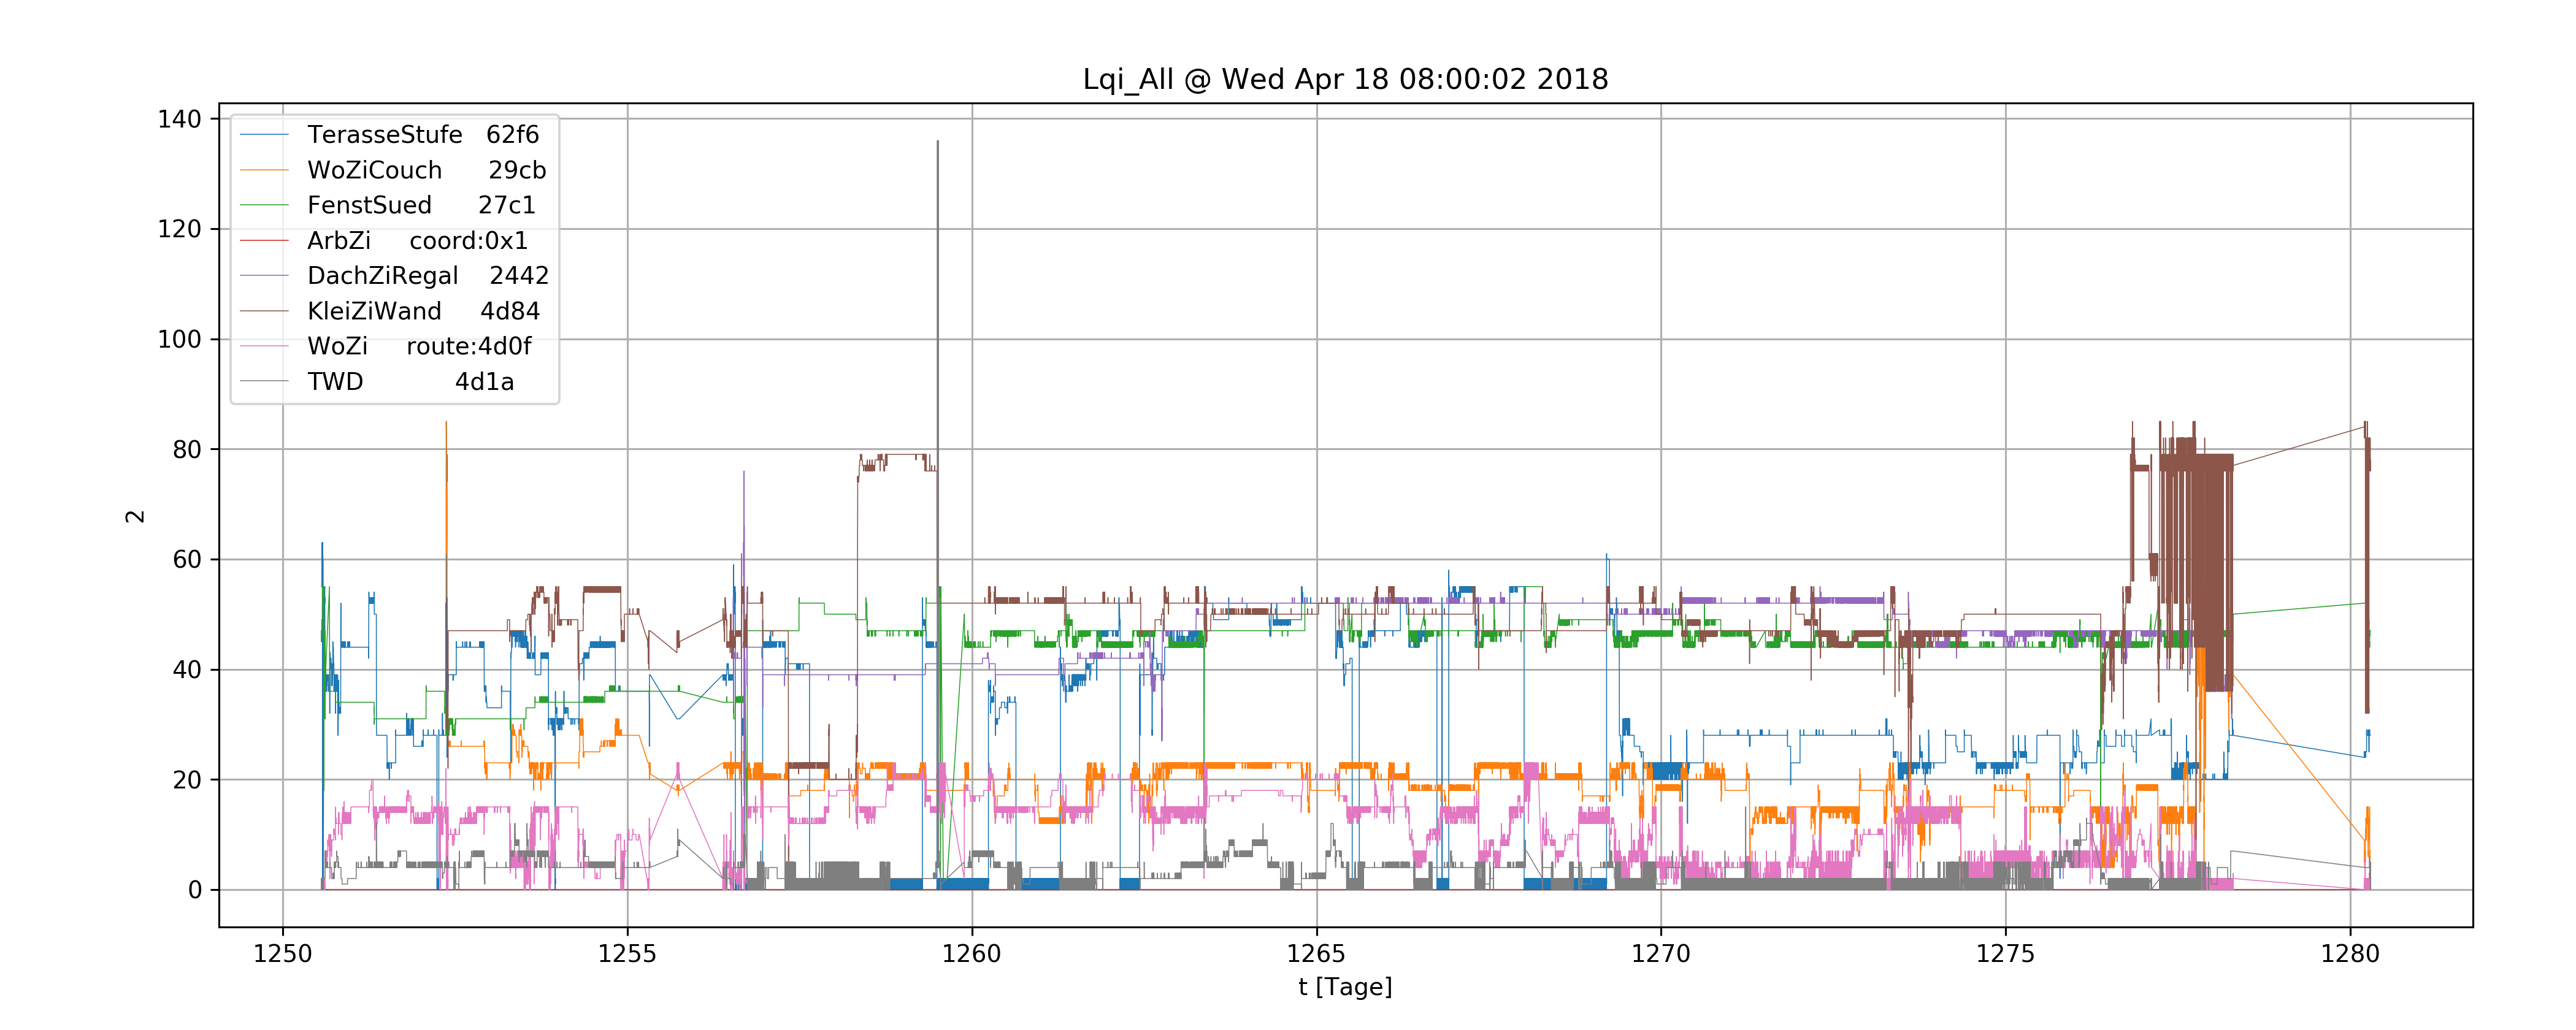 Lqi_All @ Wed Apr 18 08:00:02 2018
140
120
100
80
60
40
20
0
2
TerasseStufe 62f6
WoZiCouch 29cb
FenstSued 27c1
ArbZi coord:0x1
DachZiRegal 2442
KleiZiWand 4d84
WoZi route:4d0f
TWD 4d1a
1250 1255 1260 1265 1270 1275 1280
t [Tage]